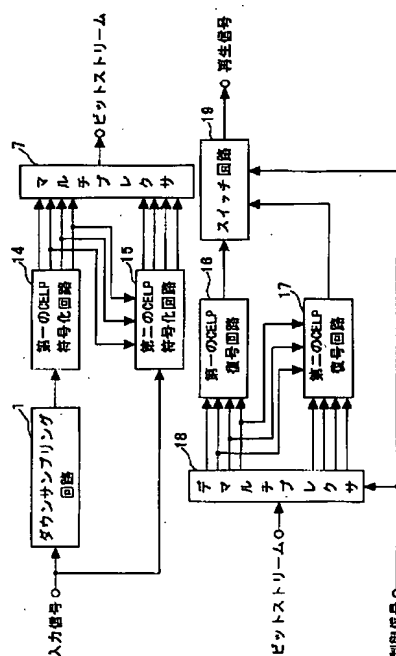 入力信号
1
ダウンサンプリング
回路
14
第一のCELP
符号化回路
15
第二のCELP
符号化回路
7
マルチプレクサ
ビットストリーム
ビットストリーム
18
デマルチプレクサ
16
第一のCELP
復号回路
17
第二のCELP
復号回路
19
スイッチ回路
再生信号
制御信号